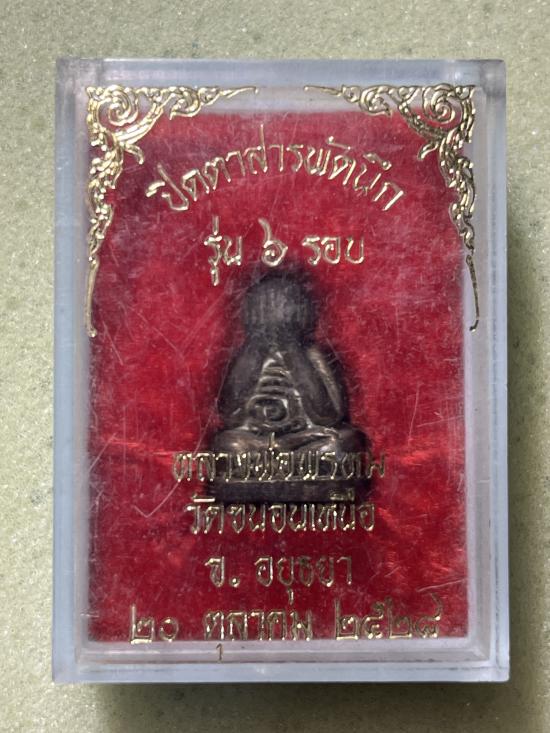 ปิดตาสารพัดนึก
รุ่น ๖ รอบ
หลวงพ่อพรหม
วัดขนอนเหนือ
จ. อยุธยา
๒๐ ตุลาคม ๒๕๒๘